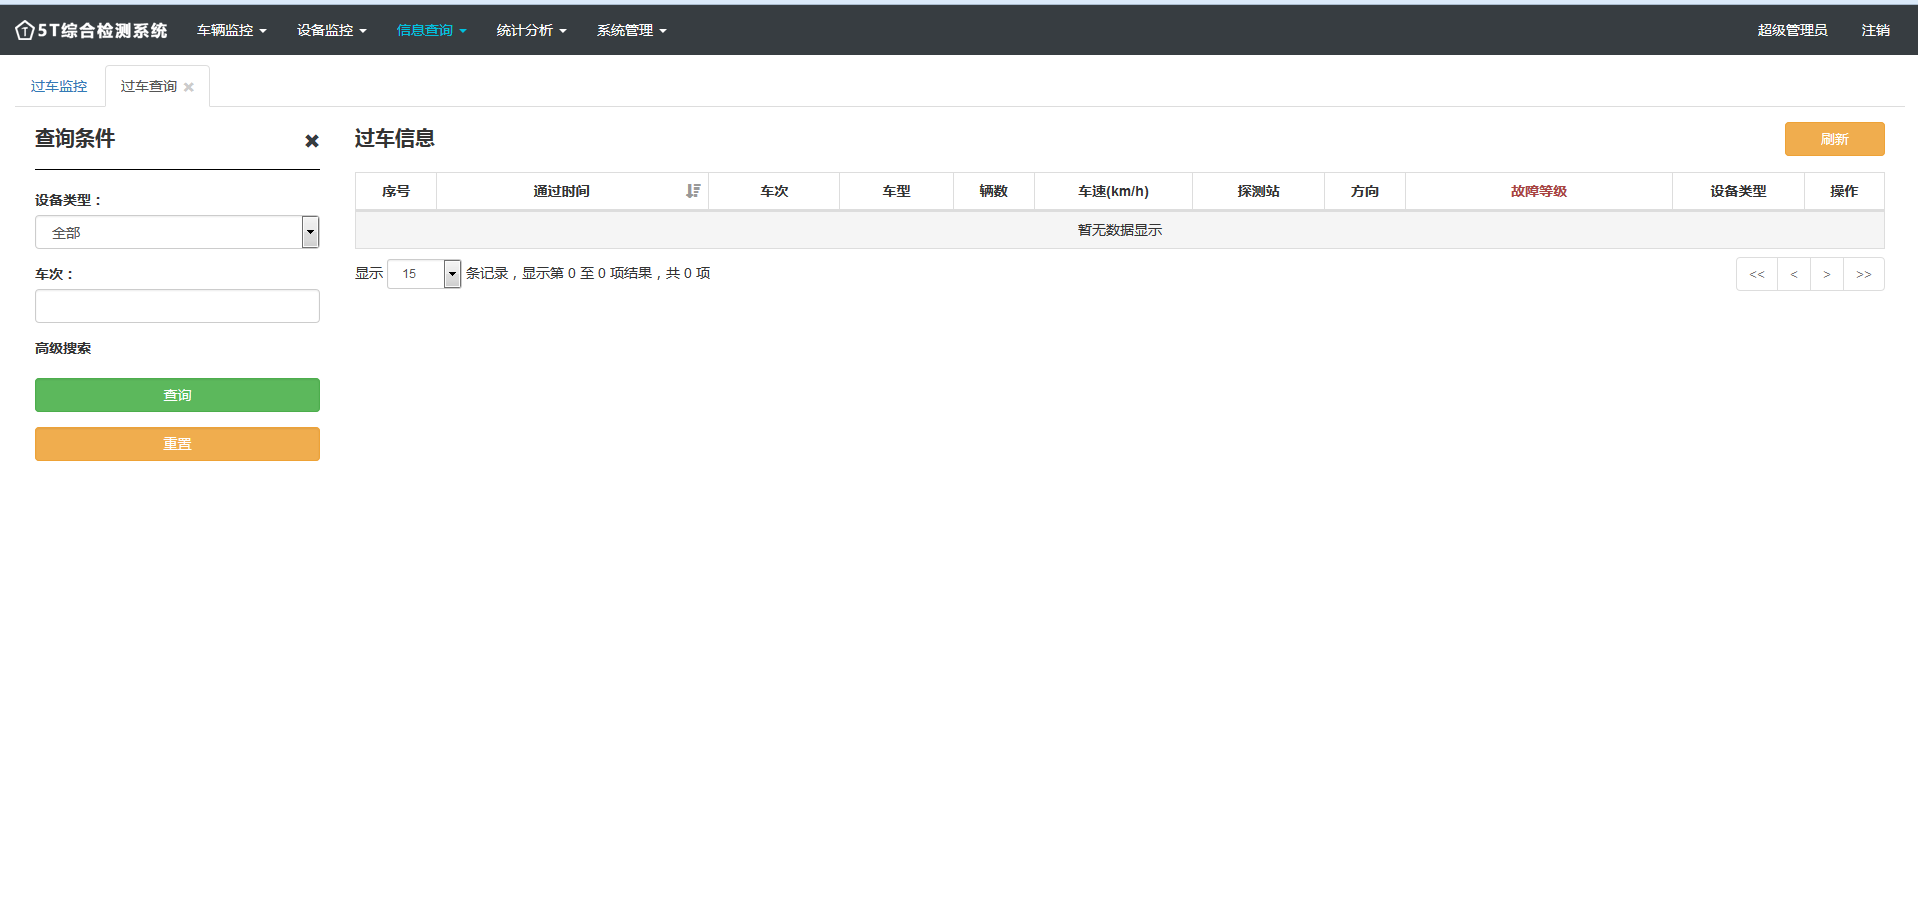 5T综合检测系统 车辆监控 设备监控 信息查询 统计分析 系统管理 超级管理员 注销
过车监控 过车查询
查询条件
设备类型：
全部
车次：
高级搜索
查询
重置
过车信息 刷新
序号 通过时间 车次 车型 辆数 车速(km/h) 探测站 方向 故障等级 设备类型 操作
暂无数据显示
显示 15 条记录，显示第 0 至 0 项结果，共 0 项 << < > >>